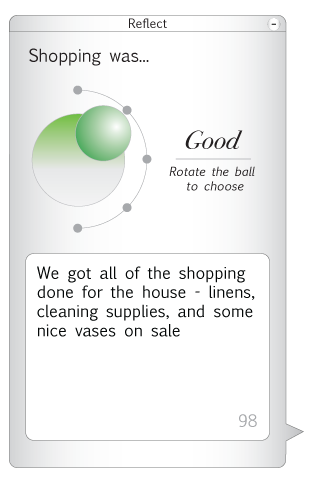 Reflect
-
Shopping was...
Good
Rotate the ball
to choose
We got all of the shopping
done for the house - linens,
cleaning supplies, and some
nice vases on sale
98